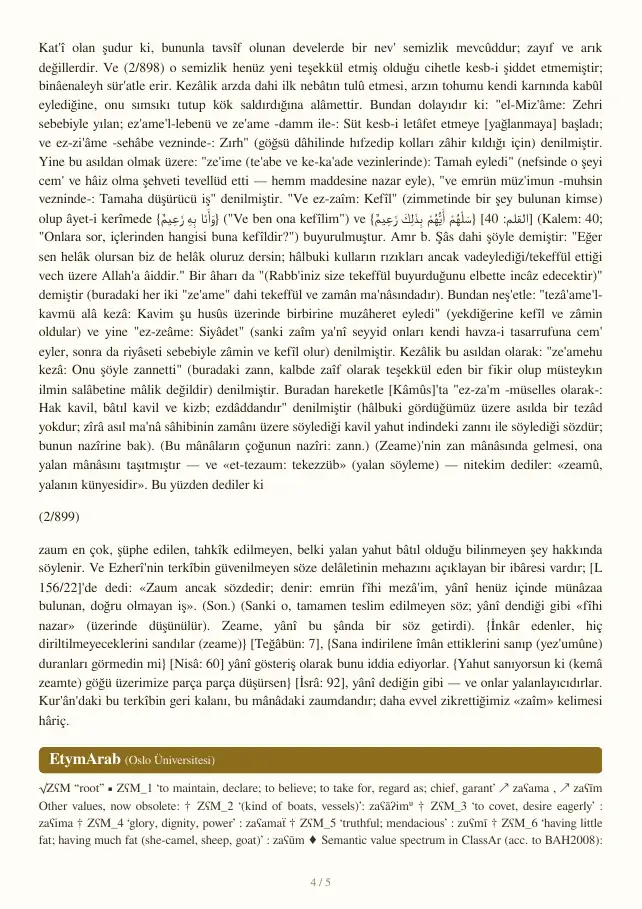 Kat'î olan şudur ki, bununla tavsîf olunan develerde bir nev' semizlik mevcûddur; zayıf ve arık
değillerdir. Ve (2/898) o semizlik henüz yeni teşekkül etmiş olduğu cihetle kesb-i şiddet etmemiştir;
binâenaleyh sür'atle erir. Kezâlik arzda dahi ilk nebâtın tulû etmesi, arzın tohumu kendi karnında kabûl
eylediğine, onu sımsıkı tutup kök saldırdığına alâmettir. Bundan dolayıdır ki: "el-Miz'âme: Zehri
sebebiyle yılan; ez'ame'l-lebenü ve ze'ame -damm ile-: Süt kesb-i letâfet etmeye [yağlanmaya] başladı;
ve ez-zi'âme -sehâbe vezninde-: Zırh" (göğsü dâhilinde hıfzedip kolları zâhir kıldığı için) denilmiştir.
Yine bu asıldan olmak üzere: "ze'ime (te'abe ve ke-ka'ade vezinlerinde): Tamah eyledi" (nefsinde o şeyi
cem' ve hâiz olma şehveti tevellüd etti — hemm maddesine nazar eyle), "ve emrün müz'imun -muhsin
vezninde-: Tamaha düşürücü iş" denilmiştir. "Ve ez-zaîm: Kefîl" (zimmetinde bir şey bulunan kimse)
olup âyet-i kerîmede {وَأَنَا بِهِ زَعِيمٌ} ("Ve ben ona kefîlim") ve {سَلْهُمْ أَيُّهُمْ بِذَلِكَ زَعِيمٌ} [القلم: 40] (Kalem: 40;
"Onlara sor, içlerinden hangisi buna kefîldir?") buyurulmuştur. Amr b. Şâs dahi şöyle demiştir: "Eğer
sen helâk olursan biz de helâk oluruz dersin; hâlbuki kulların rızıkları ancak vadeylediği/tekeffül ettiği
vech üzere Allah'a âiddir." Bir âharı da "(Rabb'iniz size tekeffül buyurduğunu elbette incâz edecektir)"
demiştir (buradaki her iki "ze'ame" dahi tekeffül ve zamân ma'nâsındadır). Bundan neş'etle: "tezâ'ame'l-
kavmü alâ kezâ: Kavim şu husûs üzerinde birbirine muzâheret eyledi" (yekdiğerine kefîl ve zâmin
oldular) ve yine "ez-zeâme: Siyâdet" (sanki zaîm ya'nî seyyid onları kendi havza-i tasarrufuna cem'
eyler, sonra da riyâseti sebebiyle zâmin ve kefîl olur) denilmiştir. Kezâlik bu asıldan olarak: "ze'amehu
kezâ: Onu şöyle zannetti" (buradaki zann, kalbde zaîf olarak teşekkül eden bir fikir olup müsteykın
ilmin salâbetine mâlik değildir) denilmiştir. Buradan hareketle [Kâmûs]'ta "ez-za'm -müselles olarak-:
Hak kavil, bâtıl kavil ve kizb; ezdâddandır" denilmiştir (hâlbuki gördüğümüz üzere asılda bir tezâd
yokdur; zîrâ asıl ma'nâ sâhibinin zamânı üzere söylediği kavil yahut indindeki zannı ile söylediği sözdür;
bunun nazîrine bak). (Bu mânâların çoğunun nazîri: zann.) (Zeame)'nin zan mânâsında gelmesi, ona
yalan mânâsını taşıtmıştır — ve «et-tezaum: tekezzüb» (yalan söyleme) — nitekim dediler: «zeamû,
yalanın künyesidir». Bu yüzden dediler ki
(2/899)
zaum en çok, şüphe edilen, tahkîk edilmeyen, belki yalan yahut bâtıl olduğu bilinmeyen şey hakkında
söylenir. Ve Ezherî'nin terkîbin güvenilmeyen söze delâletinin mehazını açıklayan bir ibâresi vardır; [L
156/22]'de dedi: «Zaum ancak sözdedir; denir: emrün fîhi mezâ'im, yânî henüz içinde münâzaa
bulunan, doğru olmayan iş». (Son.) (Sanki o, tamamen teslim edilmeyen söz; yânî dendiği gibi «fîhi
nazar» (üzerinde düşünülür). Zeame, yânî bu şânda bir söz getirdi). {İnkâr edenler, hiç
diriltilmeyeceklerini sandılar (zeame)} [Teğâbün: 7], {Sana indirilene îmân ettiklerini sanıp (yez'umûne)
duranları görmedin mi} [Nisâ: 60] yânî gösteriş olarak bunu iddia ediyorlar. {Yahut sanıyorsun ki (kemâ
zeamte) göğü üzerimize parça parça düşürsen} [İsrâ: 92], yânî dediğin gibi — ve onlar yalanlayıcıdırlar.
Kur'ân'daki bu terkîbin geri kalanı, bu mânâdaki zaumdandır; daha evvel zikrettiğimiz «zaîm» kelimesi
hâriç.
EtymArab (Oslo Üniversitesi)
√ZʕM “root” ▪ ZʕM_1 ‘to maintain, declare; to believe; to take for, regard as; chief, garant’ ↗ zaʕama , ↗ zaʕīm
Other values, now obsolete: † ZʕM_2 ‘(kind of boats, vessels)’: zaʕāʔimᵘ † ZʕM_3 ‘to covet, desire eagerly’ :
zaʕima † ZʕM_4 ‘glory, dignity, power’ : zaʕamaẗ † ZʕM_5 ‘truthful; mendacious’ : zuʕmī † ZʕM_6 ‘having little
fat; having much fat (she-camel, sheep, goat)’ : zaʕūm ♦ Semantic value spectrum in ClassAr (acc. to BAH2008):
4 / 5